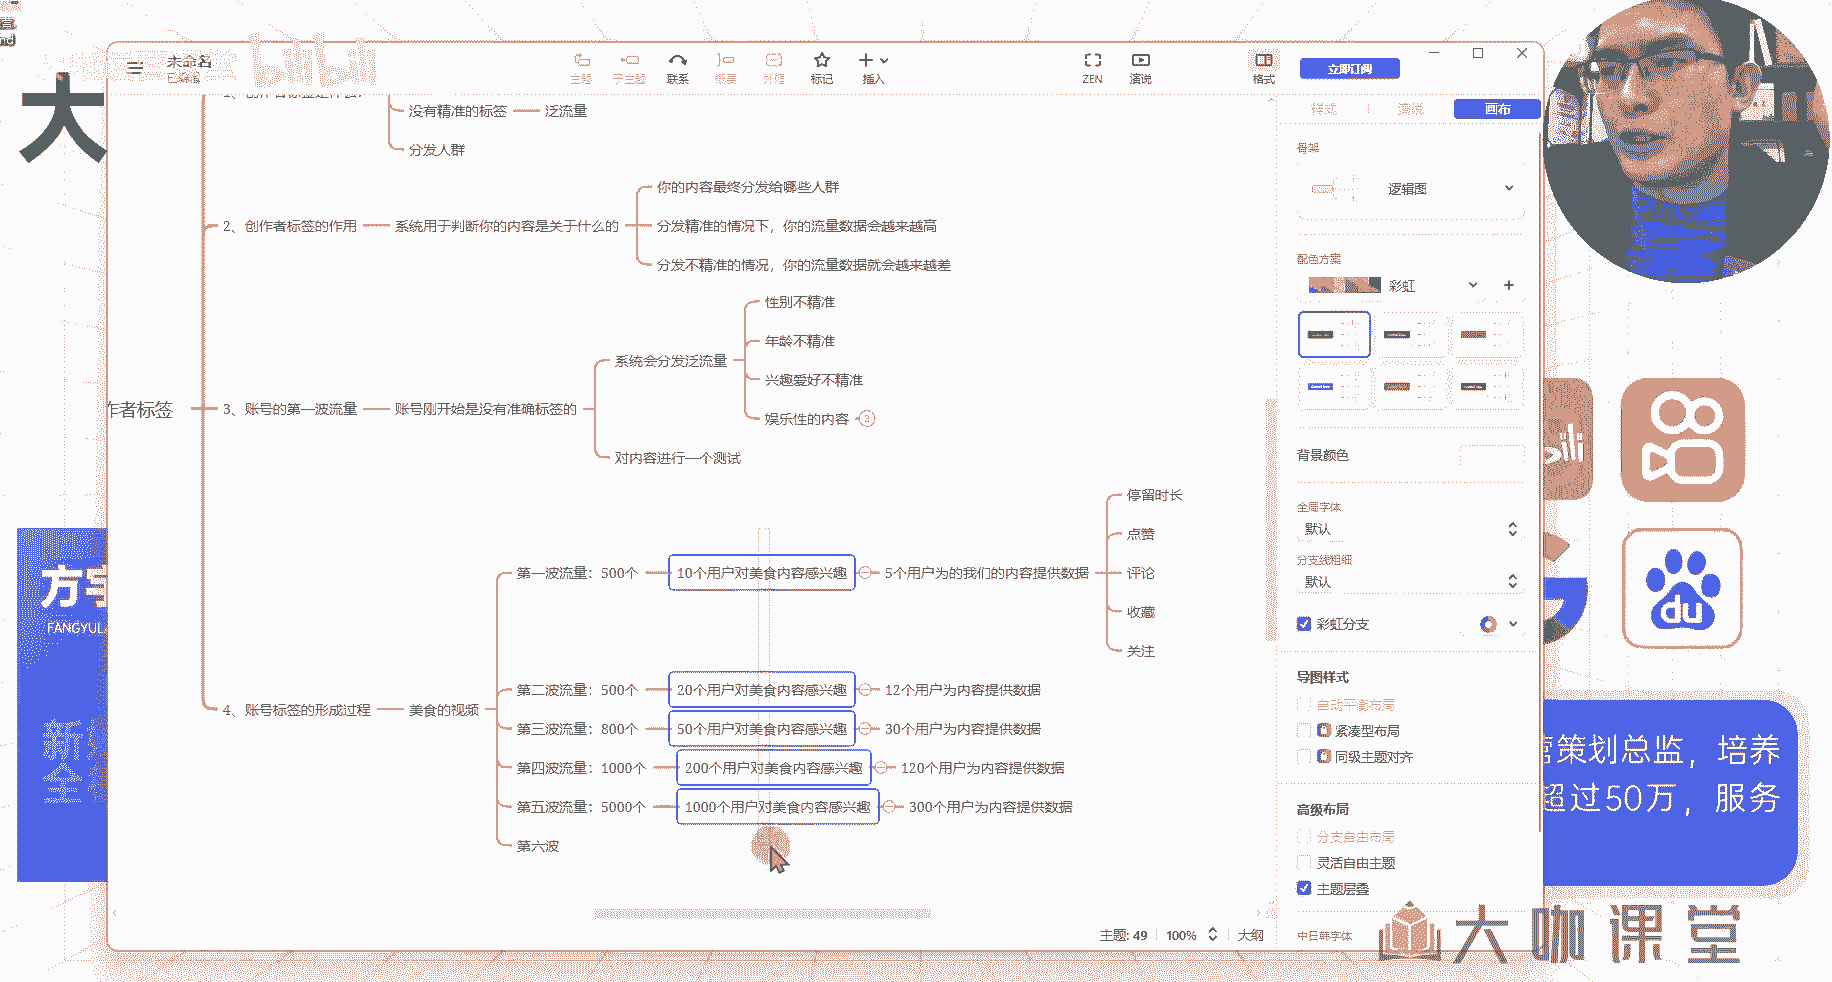 未命名
bilibili
主题
子主题
联系
概要
外框
标记
插入
ZEN
演说
格式
立即订阅
大
样式
演说
画布
没有精准的标签
泛流量
分发人群
2、创作者标签的作用
系统用于判断你的内容是关于什么的
你的内容最终分发给哪些人群
分发精准的情况下，你的流量数据会越来越高
分发不精准的情况，你的流量数据就会越来越差
作者标签
3、账号的第一波流量
账号刚开始是没有准确标签的
系统会分发泛流量
性别不精准
年龄不精准
兴趣爱好不精准
娱乐性的内容
3
对内容进行一个测试
4、账号标签的形成过程
美食的视频
第一波流量：500个
10个用户对美食内容感兴趣
5个用户为的我们的内容提供数据
停留时长
点赞
评论
收藏
关注
第二波流量：500个
20个用户对美食内容感兴趣
12个用户为内容提供数据
第三波流量：800个
50个用户对美食内容感兴趣
30个用户为内容提供数据
第四波流量：1000个
200个用户对美食内容感兴趣
120个用户为内容提供数据
第五波流量：5000个
1000个用户对美食内容感兴趣
300个用户为内容提供数据
第六波
主题: 49
100%
大纲
骨架
逻辑图
配色方案
彩虹
背景颜色
全局字体
默认
分支线粗细
默认
彩虹分支
导图样式
自动平衡布局
紧凑型布局
同级主题对齐
高级布局
分支自由布局
灵活自由主题
主题层叠
中日韩字体
方
FANGYU
新
全
du
营策划总监，培养
超过50万，服务
大咖课堂